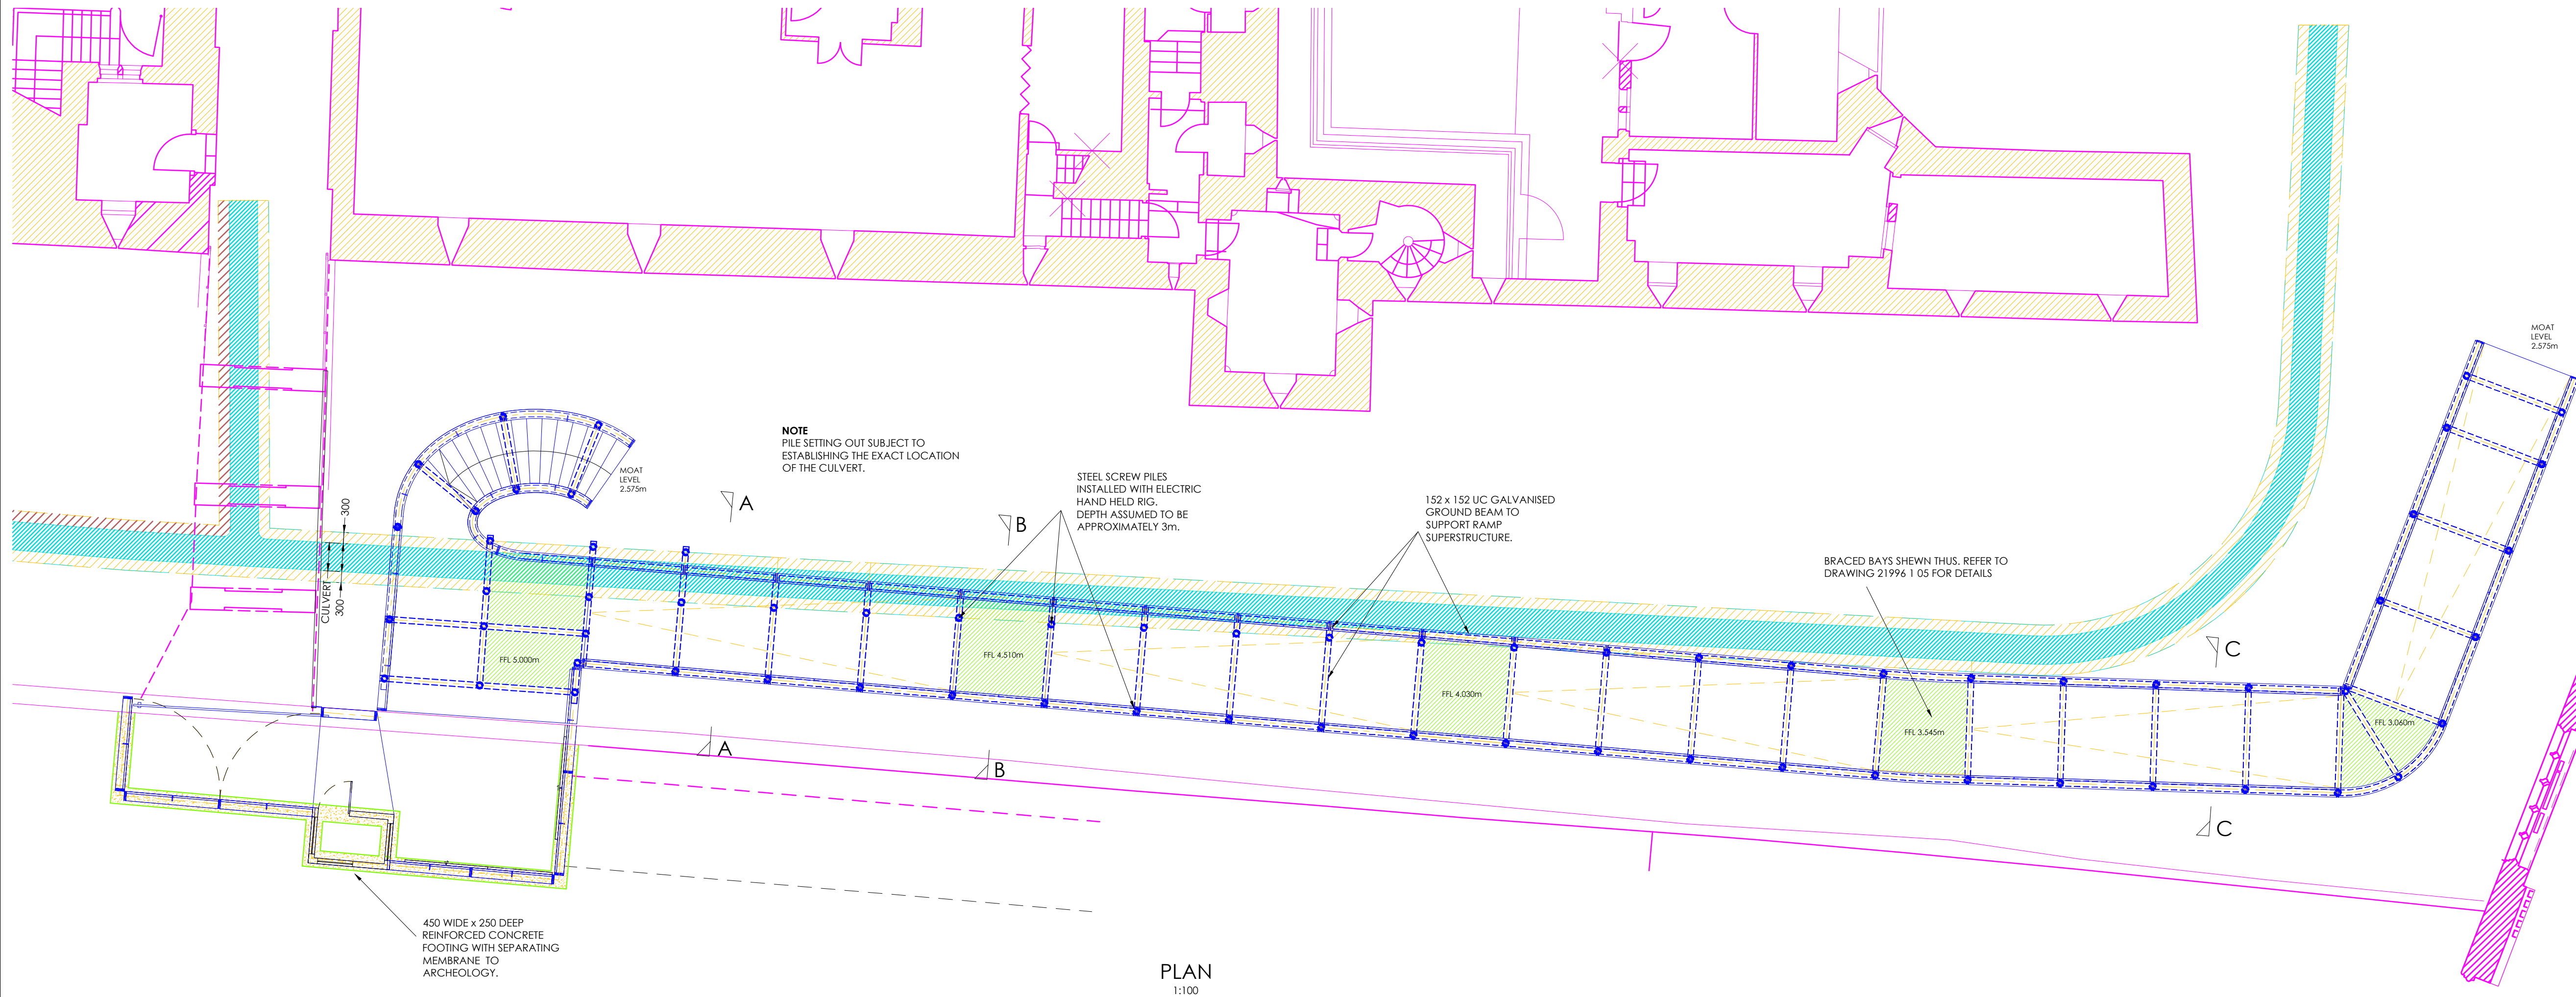 MOAT
LEVEL
2.575m
NOTE
PILE SETTING OUT SUBJECT TO
ESTABLISHING THE EXACT LOCATION
OF THE CULVERT.
MOAT
LEVEL
2.575m
A
STEEL SCREW PILES
INSTALLED WITH ELECTRIC
HAND HELD RIG.
DEPTH ASSUMED TO BE
APPROXIMATELY 3m.
B
152 x 152 UC GALVANISED
GROUND BEAM TO
SUPPORT RAMP
SUPERSTRUCTURE.
300
CULVERT
300
BRACED BAYS SHEWN THUS. REFER TO
DRAWING 21996 1 05 FOR DETAILS
C
FFL 5.000m
FFL 4.510m
FFL 4.030m
FFL 3.545m
FFL 3.060m
A
B
C
450 WIDE x 250 DEEP
REINFORCED CONCRETE
FOOTING WITH SEPARATING
MEMBRANE TO
ARCHEOLOGY.
PLAN
1:100